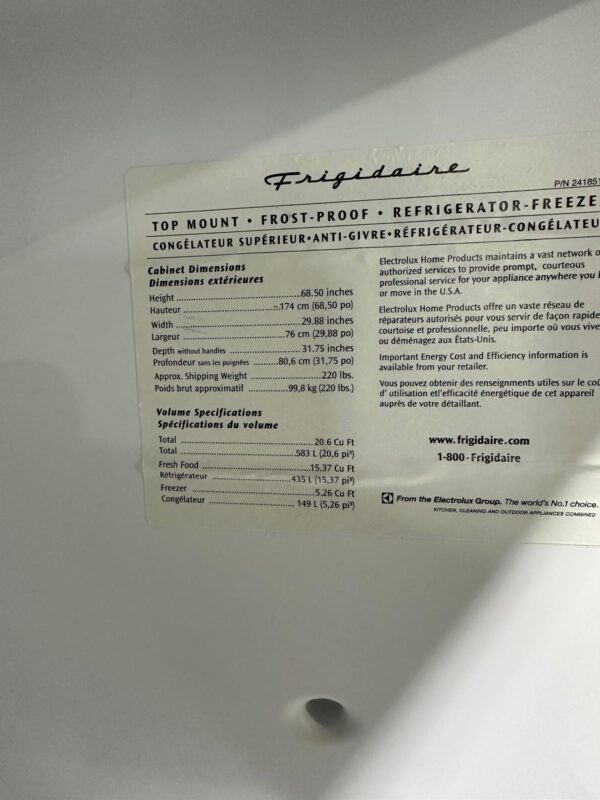 Frigidaire
P/N 241851
TOP MOUNT • FROST-PROOF • REFRIGERATOR-FREEZE
CONGÉLATEUR SUPÉRIEUR•ANTI-GIVRE•RÉFRIGÉRATEUR-CONGÉLATEU
Cabinet Dimensions
Dimensions extérieures
Height ........ 68.50 inches
Hauteur ........ 174 cm (68,50 po)
Width ........ 29.88 inches
Largeur ........ 76 cm (29,88 po)
Depth without handles ........ 31.75 inches
Profondeur sans les poignées ........ 80,6 cm (31,75 po)
Approx. Shipping Weight ........ 220 lbs.
Poids brut approximatif ........ 99,8 kg (220 lbs.)
Volume Specifications
Spécifications du volume
Total ........ 20.6 Cu Ft
Total ........ 583 L (20,6 pi³)
Fresh Food ........ 15.37 Cu Ft
Réfrigérateur ........ 435 L (15,37 pi³)
Freezer ........ 5.26 Cu Ft
Congélateur ........ 149 L (5,26 pi³)
Electrolux Home Products maintains a vast network o
authorized services to provide prompt, courteous
professional service for your appliance anywhere you
or move in the U.S.A.
Electrolux Home Products offre un vaste réseau de
réparateurs autorisés pour vous servir de façon rapide
courtoise et professionnelle, peu importe où vous vive
ou déménagez aux États-Unis.
Important Energy Cost and Efficiency information is
available from your retailer.
Vous pouvez obtenir des renseignments utiles sur le coû
d' utilisation etl'efficacité énergétique de cet appareil
auprès de votre détaillant.
www.frigidaire.com
1-800-Frigidaire
From the Electrolux Group. The world's No.1 choice.
KITCHEN, CLEANING AND OUTDOOR APPLIANCES COMBINED